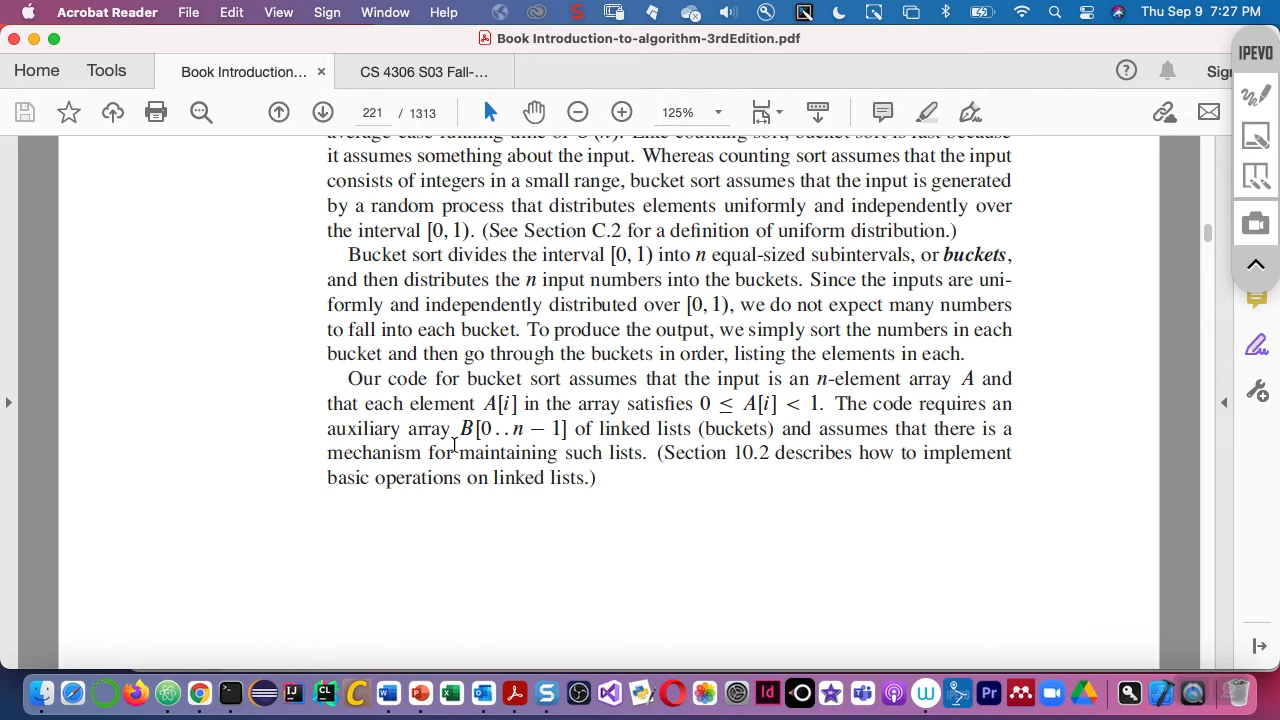 Acrobat Reader File Edit View Sign Window Help Thu Sep 9 7:27 PM
Book Introduction-to-algorithm-3rdEdition.pdf
IPEVO
Home Tools Book Introduction... × CS 4306 S03 Fall-... Sig
221 / 1313 125%
average-case running time of
it assumes something about the input. Whereas counting sort assumes that the input
consists of integers in a small range, bucket sort assumes that the input is generated
by a random process that distributes elements uniformly and independently over
the interval [0, 1). (See Section C.2 for a definition of uniform distribution.)
Bucket sort divides the interval [0, 1) into n equal-sized subintervals, or buckets,
and then distributes the n input numbers into the buckets. Since the inputs are uni-
formly and independently distributed over [0, 1), we do not expect many numbers
to fall into each bucket. To produce the output, we simply sort the numbers in each
bucket and then go through the buckets in order, listing the elements in each.
Our code for bucket sort assumes that the input is an n-element array A and
that each element A[i] in the array satisfies 0 ≤ A[i] < 1. The code requires an
auxiliary array B[0 . . n − 1] of linked lists (buckets) and assumes that there is a
mechanism for maintaining such lists. (Section 10.2 describes how to implement
basic operations on linked lists.)